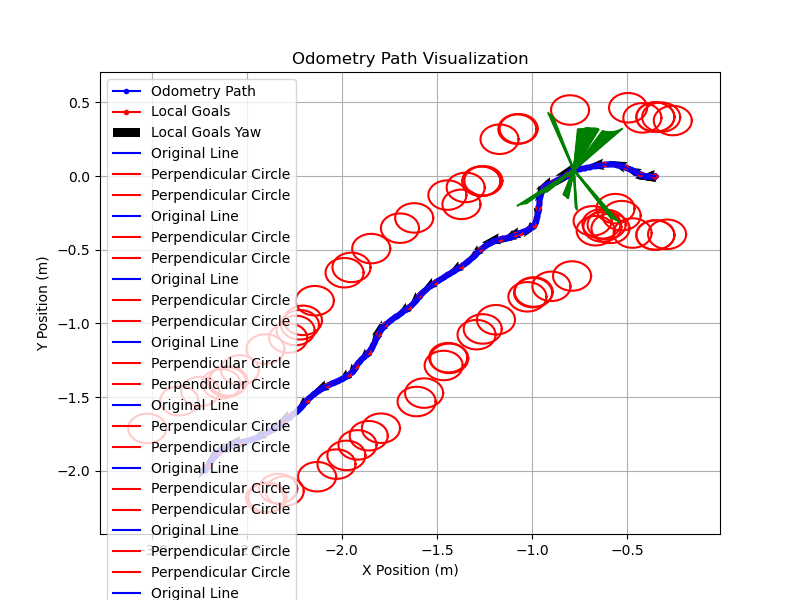 Odometry Path Visualization
Odometry Path
Local Goals
Local Goals Yaw
Original Line
Perpendicular Circle
Perpendicular Circle
Original Line
Perpendicular Circle
Perpendicular Circle
Original Line
Perpendicular Circle
Perpendicular Circle
Original Line
Perpendicular Circle
Perpendicular Circle
Original Line
Perpendicular Circle
Perpendicular Circle
Original Line
Perpendicular Circle
Perpendicular Circle
Original Line
Perpendicular Circle
Perpendicular Circle
Original Line
0.5
0.0
−0.5
−1.0
−1.5
−2.0
Y Position (m)
−2.0
−1.5
−1.0
−0.5
X Position (m)